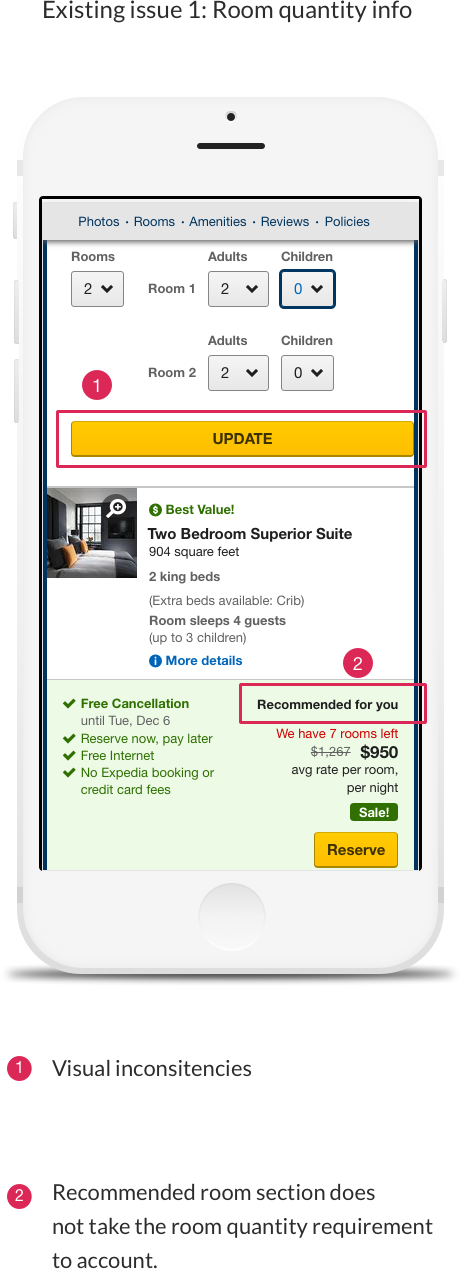 Existing issue 1: Room quantity info
Photos · Rooms · Amenities · Reviews · Policies
Rooms Adults Children
2 Room 1 2 0
Adults Children
Room 2 2 0
1
UPDATE
$ Best Value!
Two Bedroom Superior Suite
904 square feet
2 king beds
(Extra beds available: Crib)
Room sleeps 4 guests
(up to 3 children)
i More details
2
Free Cancellation
until Tue, Dec 6
Reserve now, pay later
Free Internet
No Expedia booking or
credit card fees
Recommended for you
We have 7 rooms left
$1,267 $950
avg rate per room,
per night
Sale!
Reserve
1 Visual inconsitencies
2 Recommended room section does
not take the room quantity requirement
to account.